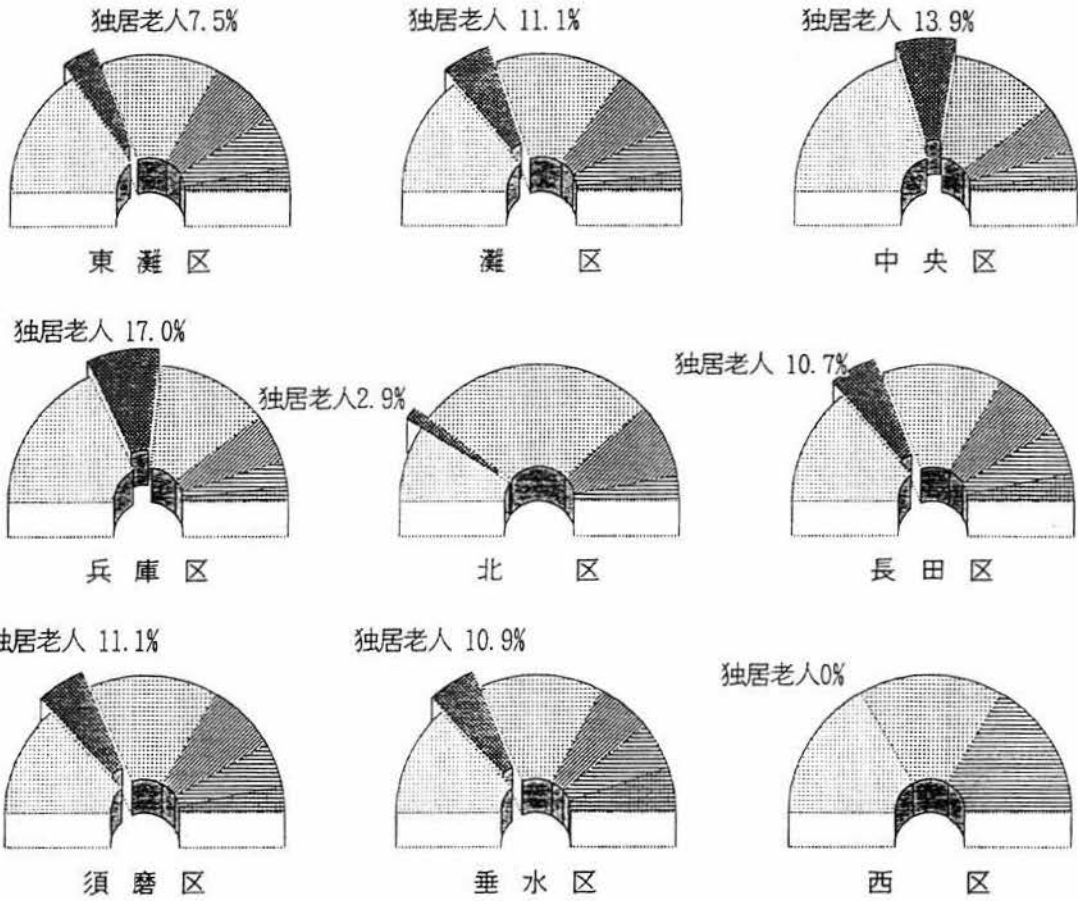 独居老人7.5%
独居老人 11.1%
独居老人 13.9%
東灘区
灘 区
中央区
独居老人 17.0%
独居老人2.9%
独居老人 10.7%
兵庫区
北 区
長田区
独居老人 11.1%
独居老人 10.9%
独居老人0%
須磨区
垂水区
西 区